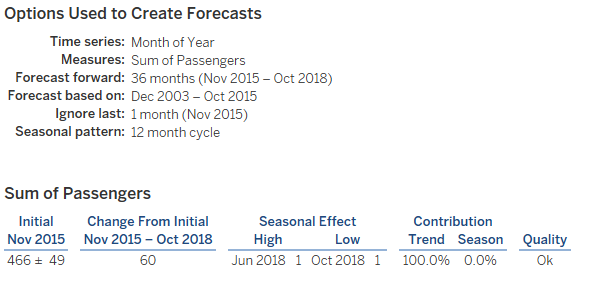 Options Used to Create Forecasts
Time series: Month of Year
Measures: Sum of Passengers
Forecast forward: 36 months (Nov 2015 – Oct 2018)
Forecast based on: Dec 2003 – Oct 2015
Ignore last: 1 month (Nov 2015)
Seasonal pattern: 12 month cycle
Sum of Passengers
Initial Change From Initial Seasonal Effect Contribution
Nov 2015 Nov 2015 – Oct 2018 High Low Trend Season Quality
466 ± 49 60 Jun 2018 1 Oct 2018 1 100.0% 0.0% Ok